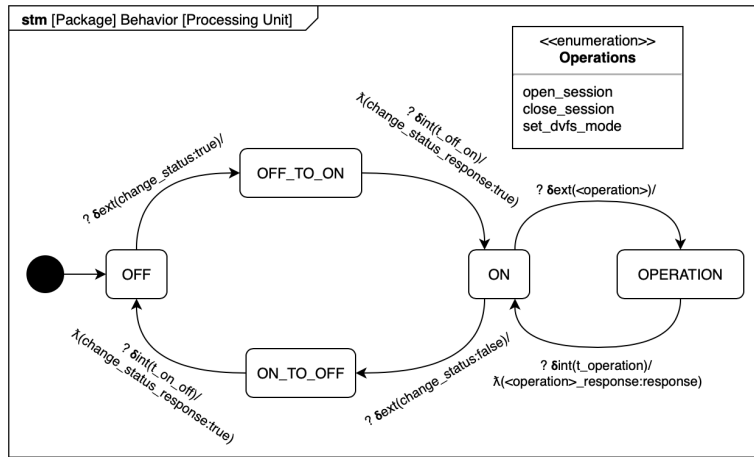 stm [Package] Behavior [Processing Unit]
<<enumeration>>
Operations
open_session
close_session
set_dvfs_mode
? δint(t_off_on)/
ƛ(change_status_response:true)
? δext(change_status:true)/
OFF_TO_ON
? δext(<operation>)/
OFF
ON
OPERATION
? δint(t_on_off)/
ƛ(change_status_response:true)
ON_TO_OFF
? δext(change_status:false)/
? δint(t_operation)/
ƛ(<operation>_response:response)